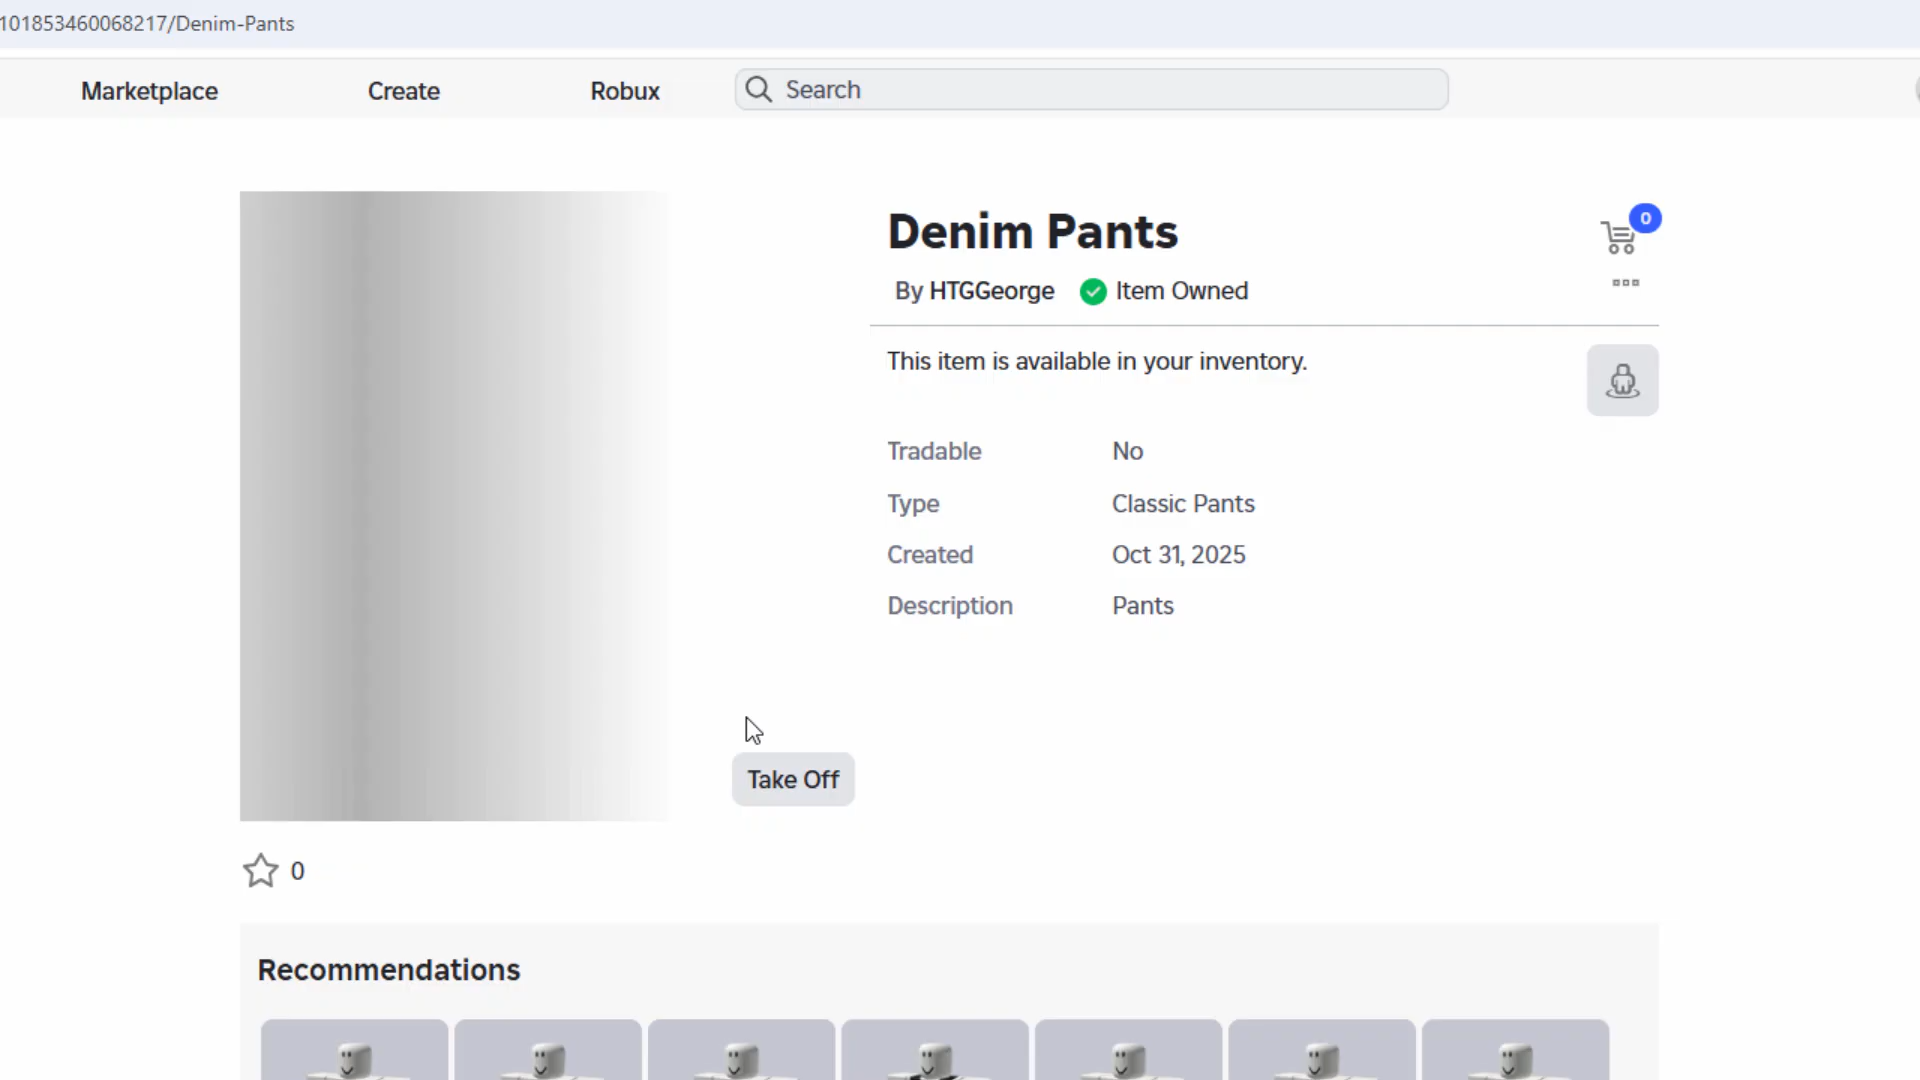 101853460068217/Denim-Pants
Marketplace Create Robux Search
Denim Pants
0
By HTGGeorge Item Owned
This item is available in your inventory.
Tradable No
Type Classic Pants
Created Oct 31, 2025
Description Pants
Take Off
0
Recommendations